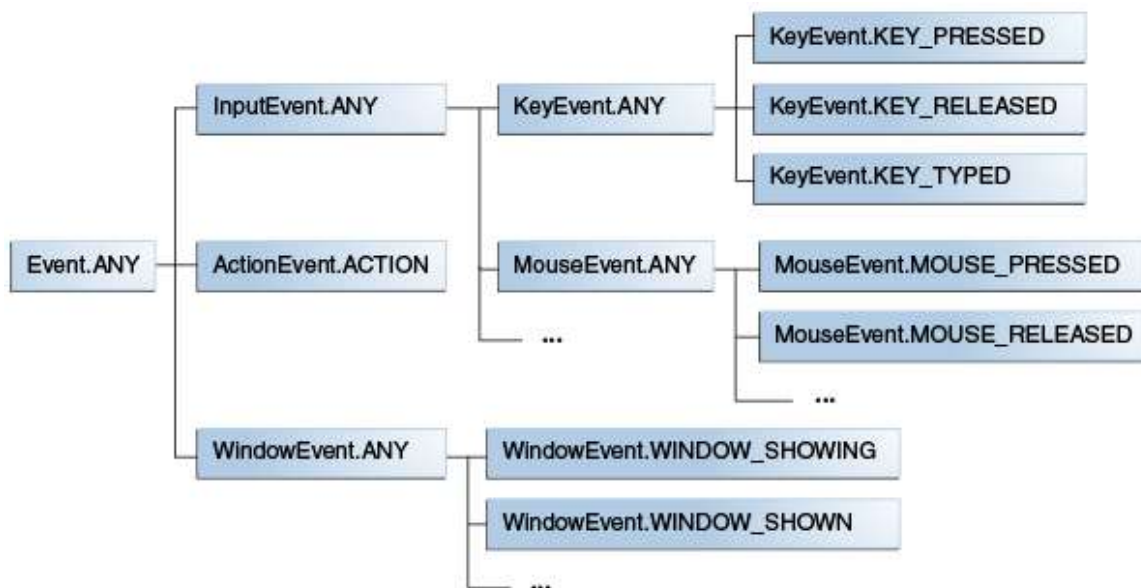 KeyEvent.KEY_PRESSED
InputEvent.ANY
KeyEvent.ANY
KeyEvent.KEY_RELEASED
KeyEvent.KEY_TYPED
Event.ANY
ActionEvent.ACTION
MouseEvent.ANY
MouseEvent.MOUSE_PRESSED
MouseEvent.MOUSE_RELEASED
...
...
WindowEvent.ANY
WindowEvent.WINDOW_SHOWING
WindowEvent.WINDOW_SHOWN
...